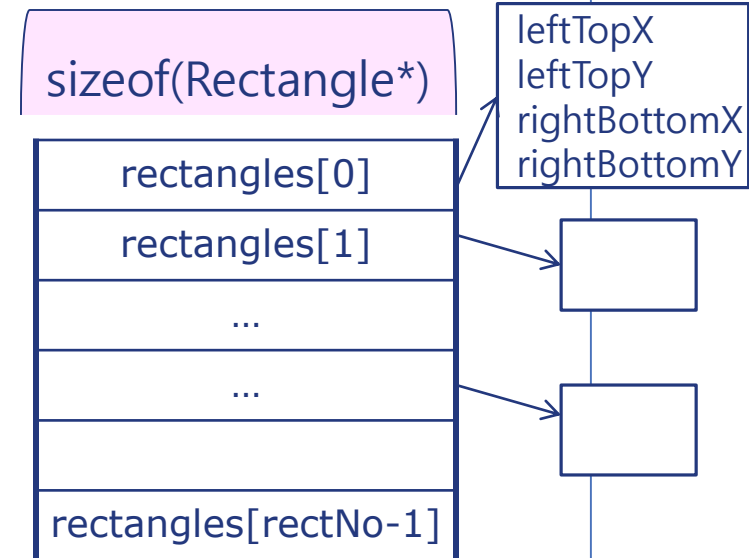 sizeof(Rectangle*)
leftTopX
leftTopY
rightBottomX
rightBottomY
rectangles[0]
rectangles[1]
...
...
rectangles[rectNo-1]